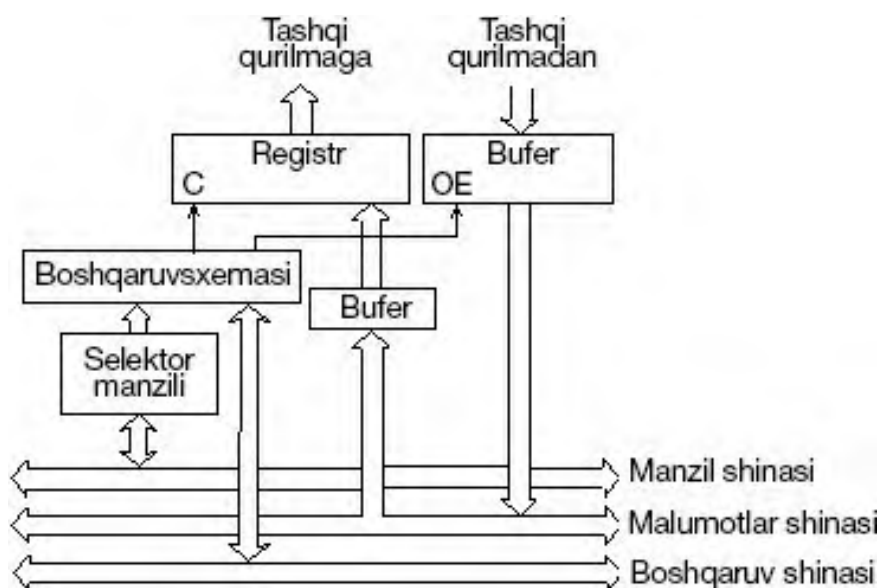 Tashqi
qurilmaga
Tashqi
qurilmadan
Registr
C
Bufer
OE
Boshqaruvsxemasi
Bufer
Selektor
manzili
Manzil shinasi
Malumotlar shinasi
Boshqaruv shinasi